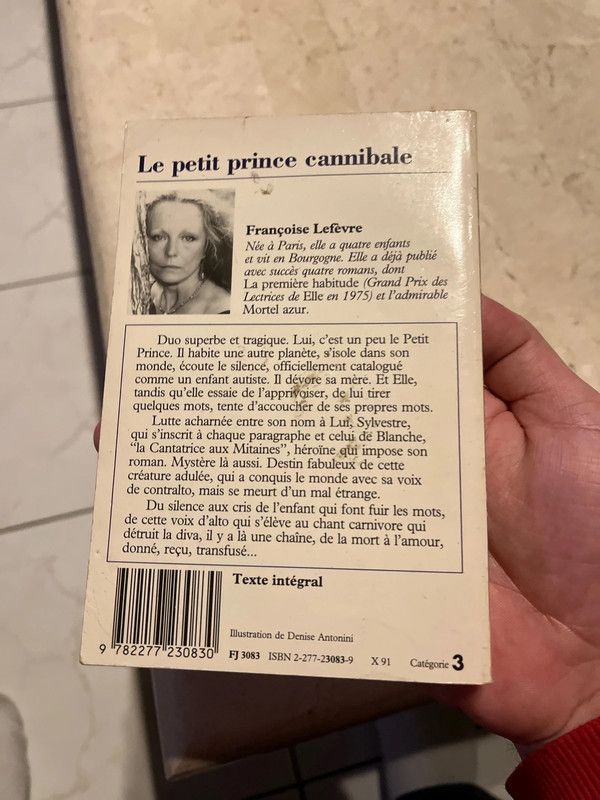 Le petit prince cannibale
Françoise Lefèvre
Née à Paris, elle a quatre enfants
et vit en Bourgogne. Elle a déjà publié
avec succès quatre romans, dont
La première habitude (Grand Prix des
Lectrices de Elle en 1975) et l'admirable
Mortel azur.
Duo superbe et tragique. Lui, c'est un peu le Petit
Prince. Il habite une autre planète, s'isole dans son
monde, écoute le silence, officiellement catalogué
comme un enfant autiste. Il dévore sa mère. Et Elle,
tandis qu'elle essaie de l'apprivoiser, de lui tirer
quelques mots, tente d'accoucher de ses propres mots.
Lutte acharnée entre son nom à Lui, Sylvestre,
qui s'inscrit à chaque paragraphe et celui de Blanche,
"la Cantatrice aux Mitaines", héroïne qui impose son
roman. Mystère là aussi. Destin fabuleux de cette
créature adulée, qui a conquis le monde avec sa voix
de contralto, mais se meurt d'un mal étrange.
Du silence aux cris de l'enfant qui font fuir les mots,
de cette voix d'alto qui s'élève au chant carnivore qui
détruit la diva, il y a là une chaîne, de la mort à l'amour,
donné, reçu, transfusé...
Texte intégral
Illustration de Denise Antonini
9 782277 230830 FJ 3083 ISBN 2-277-23083-9 X 91 Catégorie 3